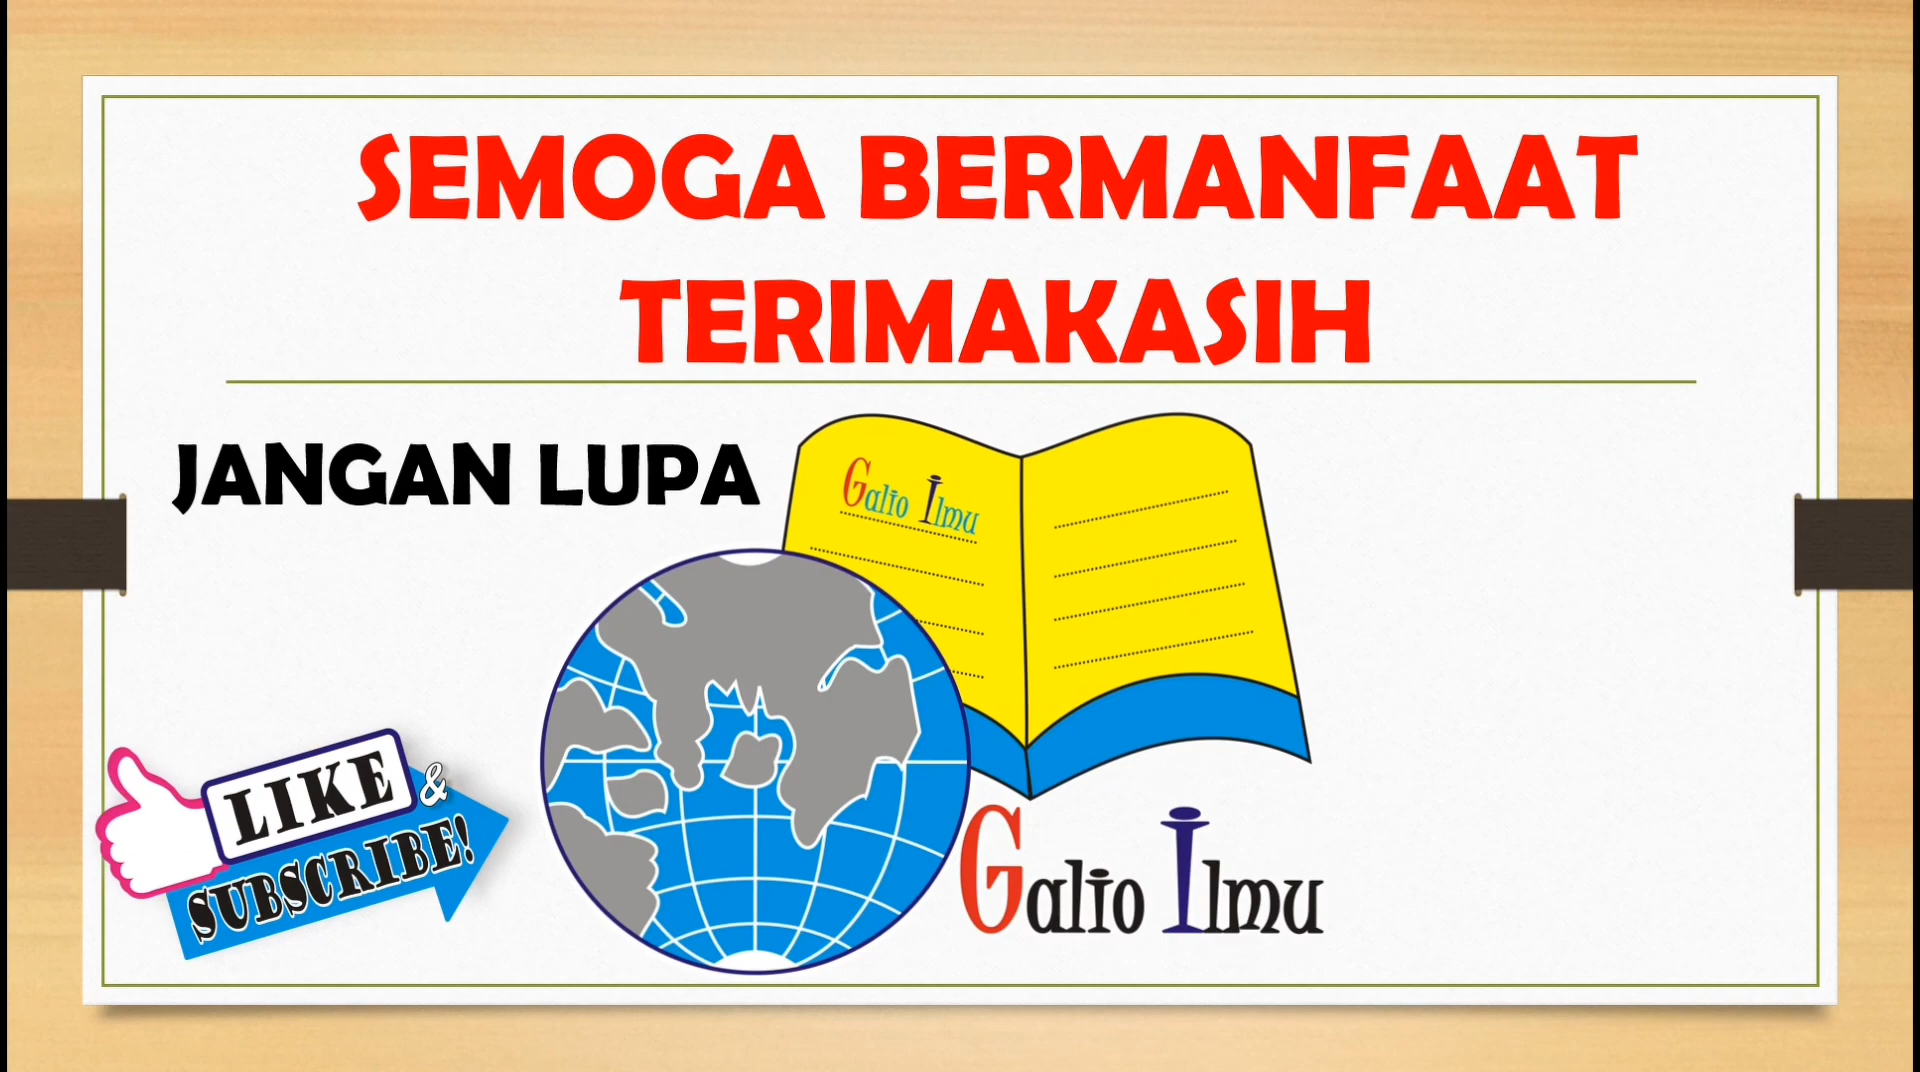 SEMOGA BERMANFAAT
TERIMAKASIH
JANGAN LUPA
Galio Ilmu
LIKE &
SUBSCRIBE!
Galio Ilmu